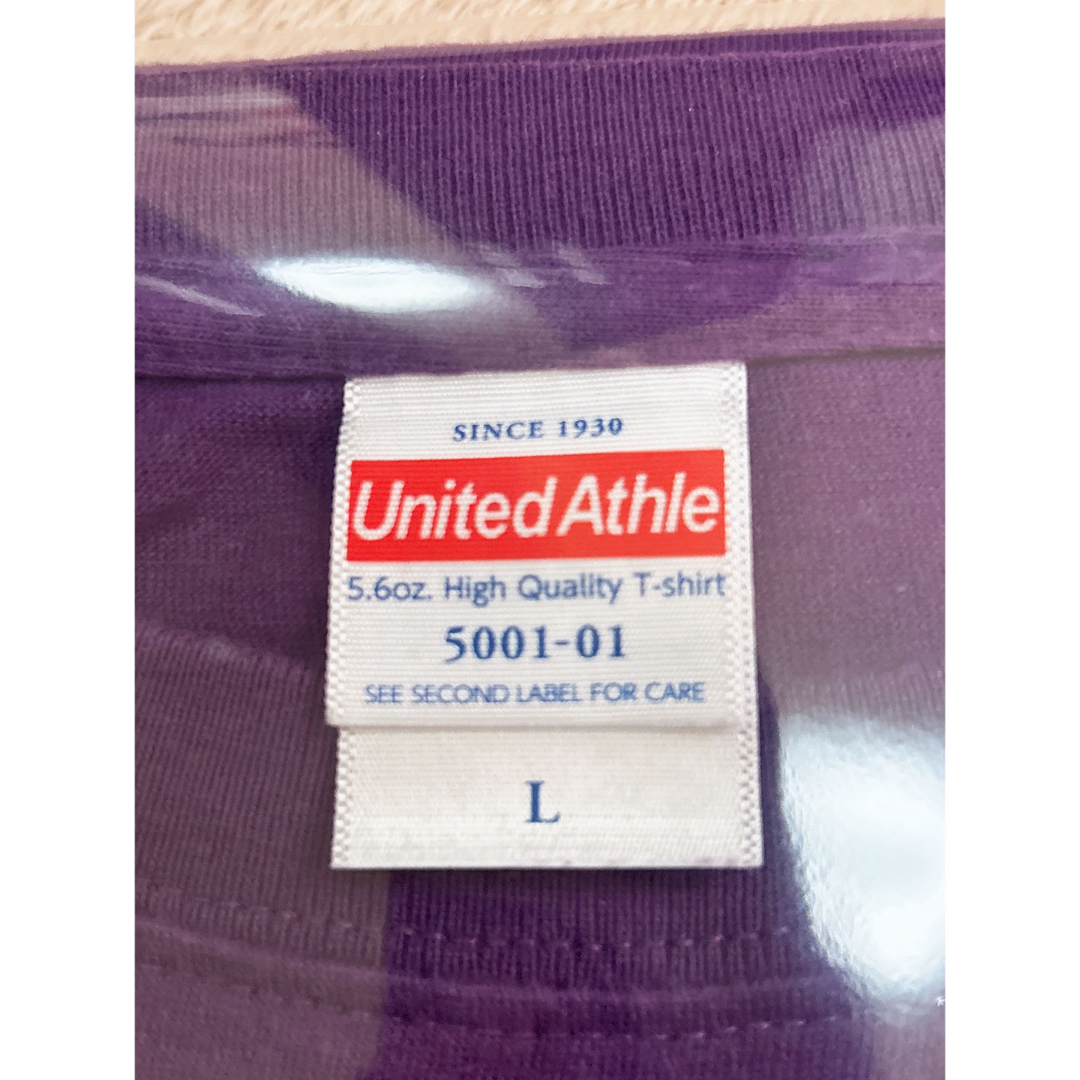 SINCE 1930
United Athle
5.6oz. High Quality T-shirt
5001-01
SEE SECOND LABEL FOR CARE
L